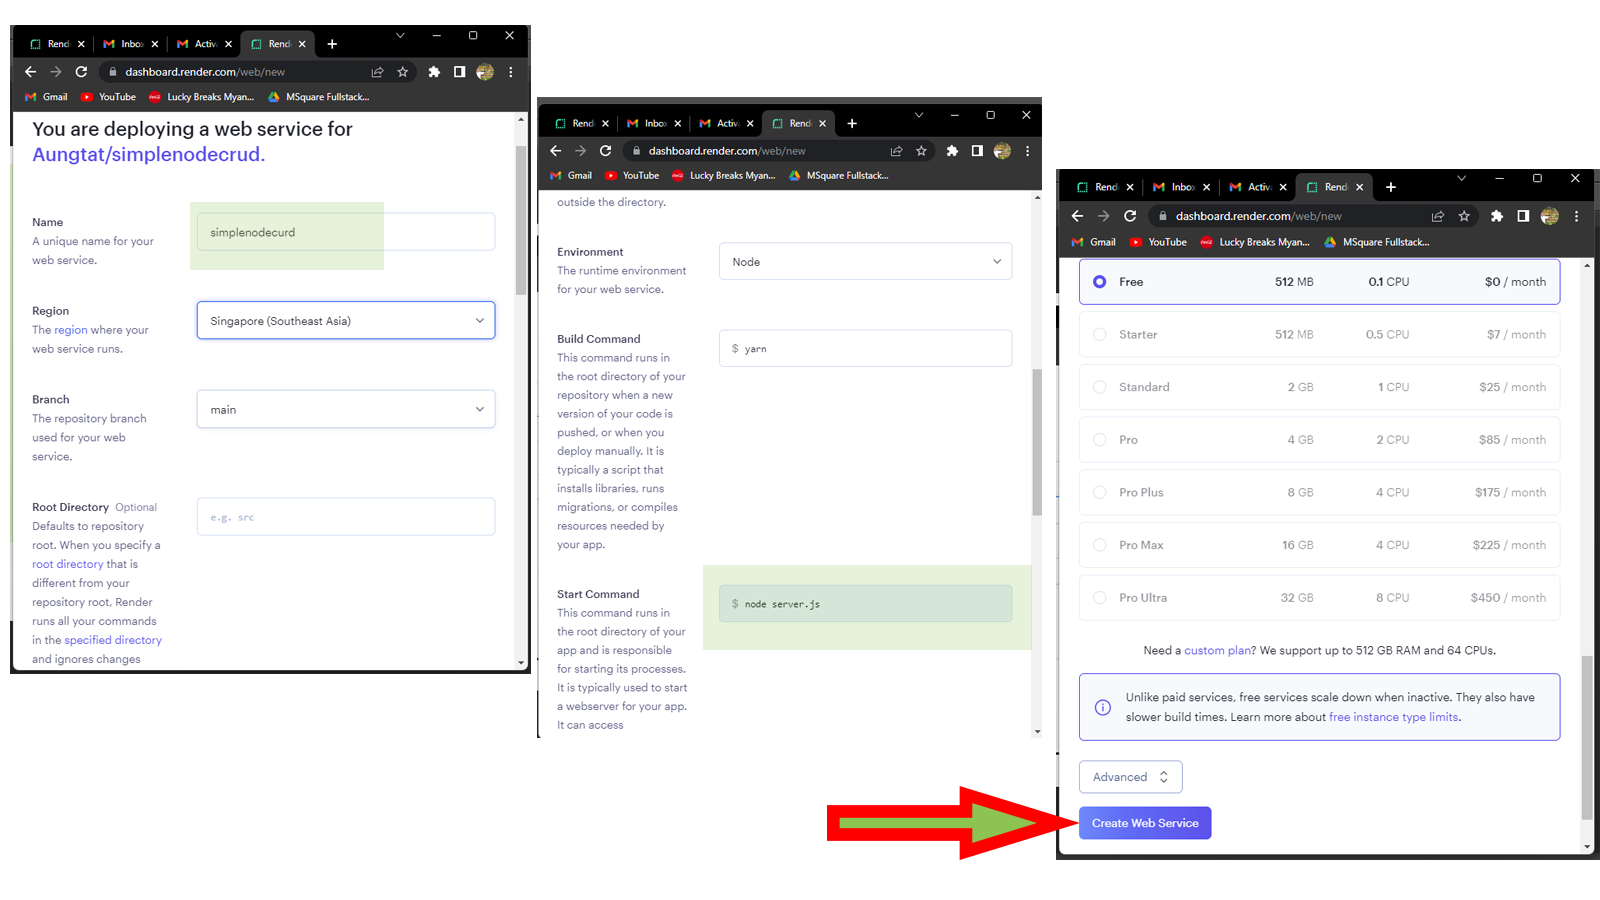 Rend
Inbox
Activa
Rend
dashboard.render.com/web/new
Gmail
YouTube
Lucky Breaks Myan...
MSquare Fullstack...
You are deploying a web service for
Aungtat/simplenodecrud.
Name
A unique name for your
web service.
simplenodecurd
Region
The region where your
web service runs.
Singapore (Southeast Asia)
Branch
The repository branch
used for your web
service.
main
Root Directory Optional
Defaults to repository
root. When you specify a
root directory that is
different from your
repository root, Render
runs all your commands
in the specified directory
and ignores changes
e.g. src
Rend
Inbox
Activa
Rend
dashboard.render.com/web/new
Gmail
YouTube
Lucky Breaks Myan...
MSquare Fullstack...
outside the directory.
Environment
The runtime environment
for your web service.
Node
Build Command
This command runs in
the root directory of your
repository when a new
version of your code is
pushed, or when you
deploy manually. It is
typically a script that
installs libraries, runs
migrations, or compiles
resources needed by
your app.
$ yarn
Start Command
This command runs in
the root directory of your
app and is responsible
for starting its processes.
It is typically used to start
a webserver for your app.
It can access
$ node server.js
Rend
Inbox
Activa
Rend
dashboard.render.com/web/new
Gmail
YouTube
Lucky Breaks Myan...
MSquare Fullstack...
Free 512 MB 0.1 CPU $0 / month
Starter 512 MB 0.5 CPU $7 / month
Standard 2 GB 1 CPU $25 / month
Pro 4 GB 2 CPU $85 / month
Pro Plus 8 GB 4 CPU $175 / month
Pro Max 16 GB 4 CPU $225 / month
Pro Ultra 32 GB 8 CPU $450 / month
Need a custom plan? We support up to 512 GB RAM and 64 CPUs.
Unlike paid services, free services scale down when inactive. They also have
slower build times. Learn more about free instance type limits.
Advanced
Create Web Service